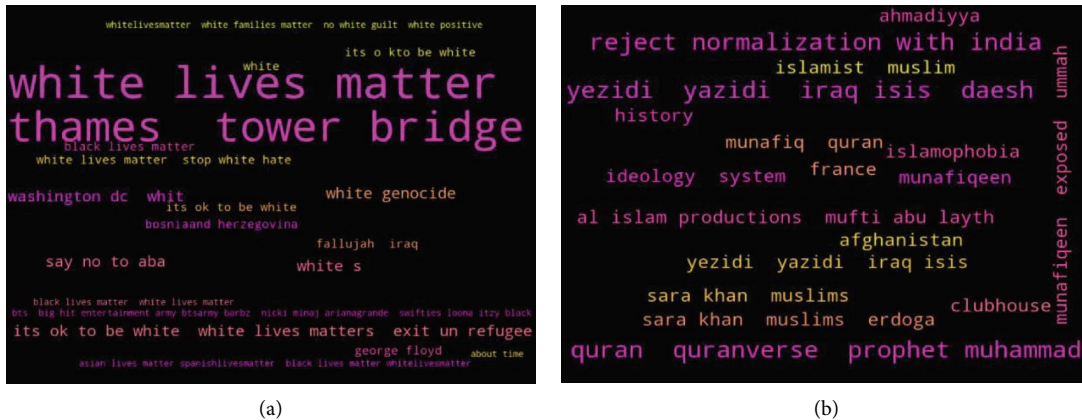 whitelivesmatter white families matter no white guilt white positive
its o kto be white
white
white lives matter
thames tower bridge
black lives matter
white lives matter stop white hate
washington dc whit
white genocide
its ok to be white
bosniaand herzegovina
fallujah iraq
say no to aba
white s
black lives matter white lives matter
bts big hit entertainment army btsarmy barbz nicki minaj arianagrande swifties loona itzy black
its ok to be white white lives matters exit un refugee
george floyd
about time
asian lives matter spanishlivesmatter black lives matter whitelivesmatter
(a)
ahmadiyya
reject normalization with india
islamist muslim
yezidi yazidi iraq isis daesh
history
munafiq quran
islamophobia
france
ideology system
munafiqeen
al islam productions mufti abu layth
afghanistan
yezidi yazidi iraq isis
sara khan muslims
clubhouse
sara khan muslims erdoga
quran quranverse prophet muhammad
munafiqeen exposed ummah
(b)